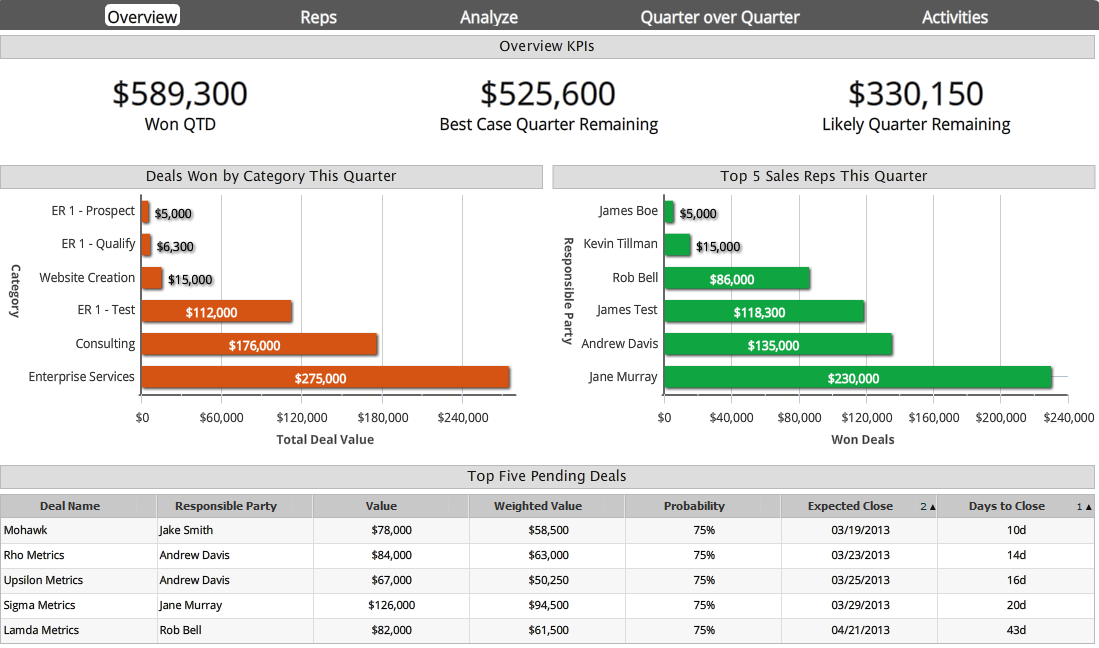 Overview Reps Analyze Quarter over Quarter Activities
Overview KPIs
$589,300 $525,600 $330,150
Won QTD Best Case Quarter Remaining Likely Quarter Remaining
Deals Won by Category This Quarter
Category
ER 1 - Prospect $5,000
ER 1 - Qualify $6,300
Website Creation $15,000
ER 1 - Test $112,000
Consulting $176,000
Enterprise Services $275,000
$0 $60,000 $120,000 $180,000 $240,000
Total Deal Value
Top 5 Sales Reps This Quarter
Responsible Party
James Boe $5,000
Kevin Tillman $15,000
Rob Bell $86,000
James Test $118,300
Andrew Davis $135,000
Jane Murray $230,000
$0 $40,000 $80,000 $120,000 $160,000 $200,000 $240,000
Won Deals
Top Five Pending Deals
Deal Name Responsible Party Value Weighted Value Probability Expected Close 2 ▲ Days to Close 1 ▲
Mohawk Jake Smith $78,000 $58,500 75% 03/19/2013 10d
Rho Metrics Andrew Davis $84,000 $63,000 75% 03/23/2013 14d
Upsilon Metrics Andrew Davis $67,000 $50,250 75% 03/25/2013 16d
Sigma Metrics Jane Murray $126,000 $94,500 75% 03/29/2013 20d
Lamda Metrics Rob Bell $82,000 $61,500 75% 04/21/2013 43d